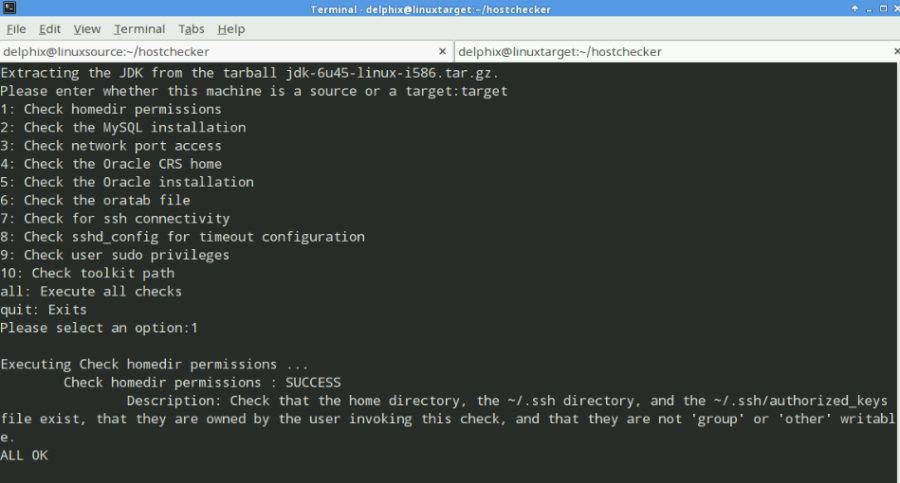 Terminal - delphix@linuxtarget:~/hostchecker
File Edit View Terminal Tabs Help
delphix@linuxsource:~/hostchecker × delphix@linuxtarget:~/hostchecker ×
Extracting the JDK from the tarball jdk-6u45-linux-i586.tar.gz.
Please enter whether this machine is a source or a target:target
1: Check homedir permissions
2: Check the MySQL installation
3: Check network port access
4: Check the Oracle CRS home
5: Check the Oracle installation
6: Check the oratab file
7: Check for ssh connectivity
8: Check sshd_config for timeout configuration
9: Check user sudo privileges
10: Check toolkit path
all: Execute all checks
quit: Exits
Please select an option:1
Executing Check homedir permissions ...
Check homedir permissions : SUCCESS
Description: Check that the home directory, the ~/.ssh directory, and the ~/.ssh/authorized_keys
file exist, that they are owned by the user invoking this check, and that they are not 'group' or 'other' writabl
e.
ALL OK